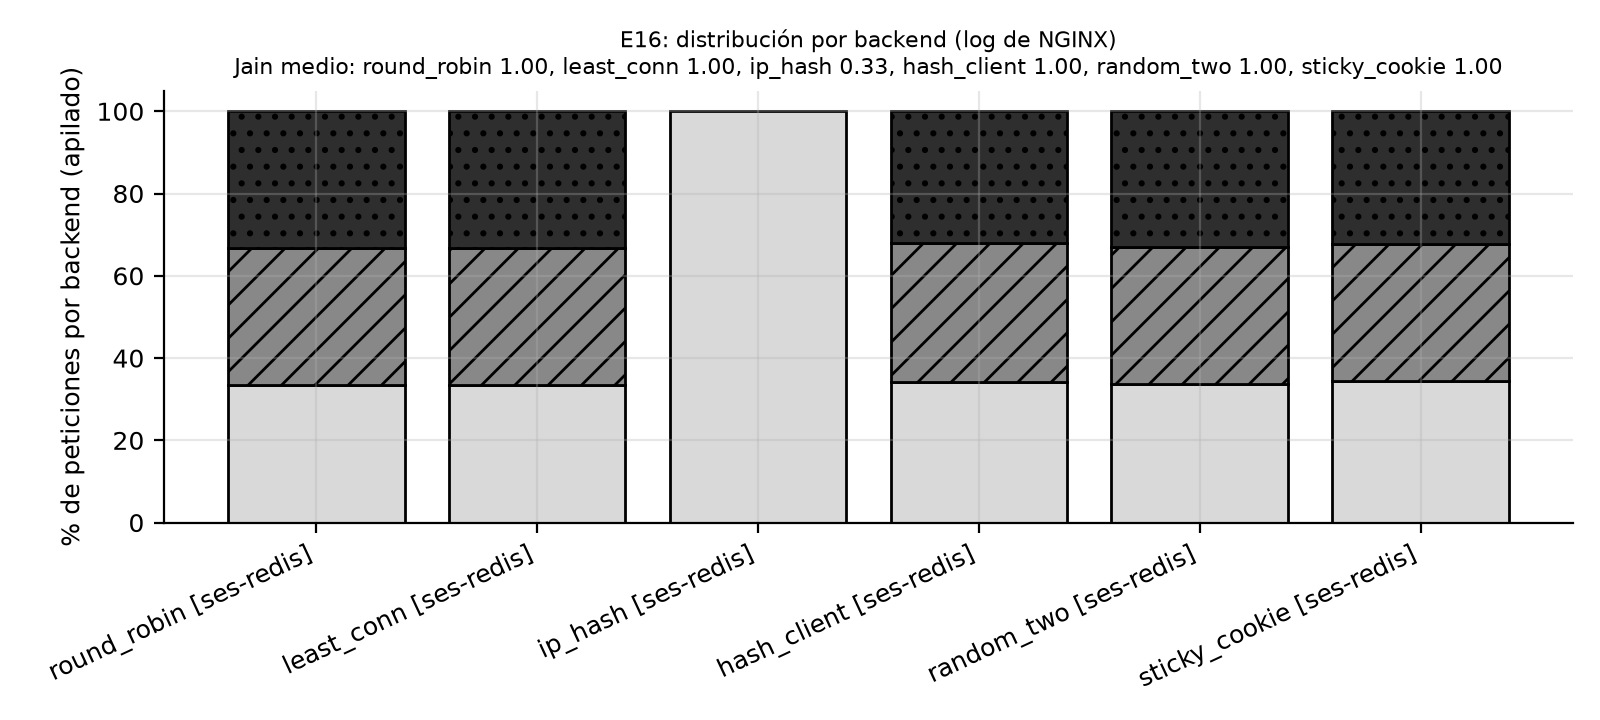 E16: distribución por backend (log de NGINX)
Jain medio: round_robin 1.00, least_conn 1.00, ip_hash 0.33, hash_client 1.00, random_two 1.00, sticky_cookie 1.00
% de peticiones por backend (apilado)
100
80
60
40
20
0
round_robin [ses-redis]
least_conn [ses-redis]
ip_hash [ses-redis]
hash_client [ses-redis]
random_two [ses-redis]
sticky_cookie [ses-redis]